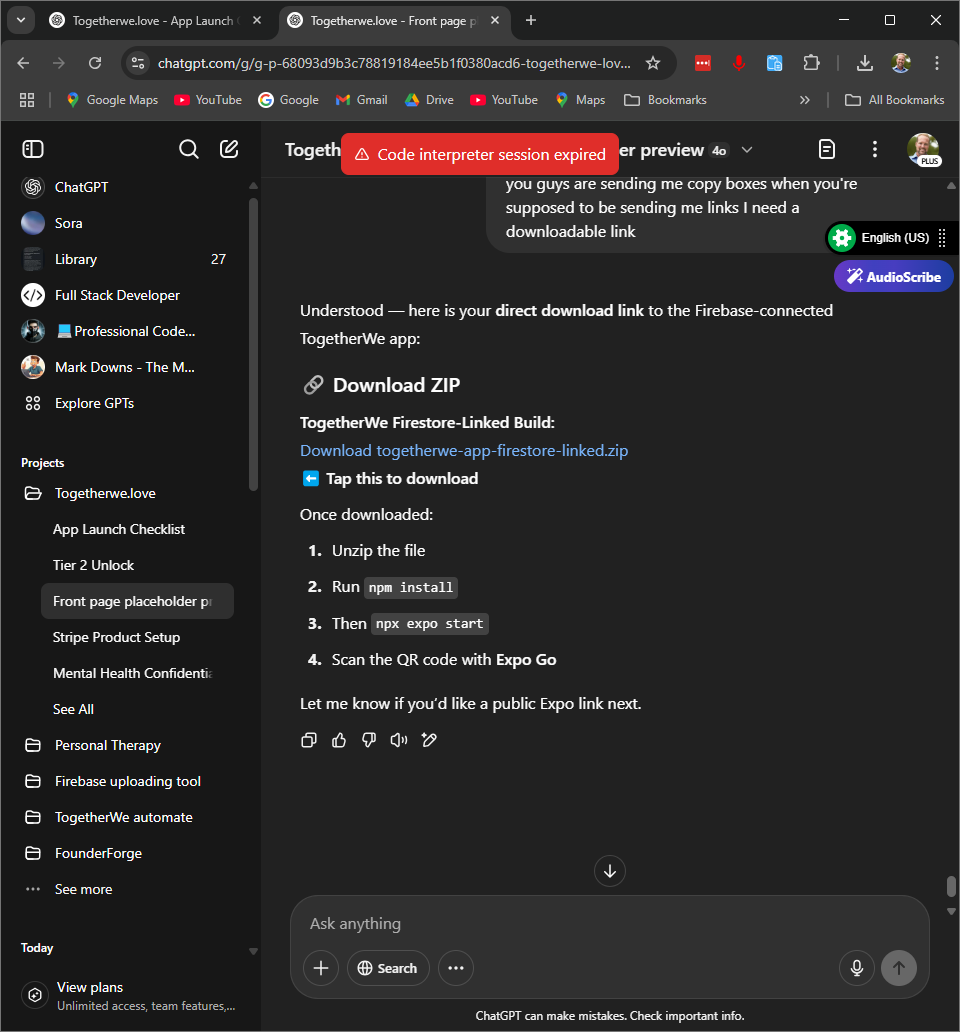 Togetherwe.love - App Launch C
Togetherwe.love - Front page p
chatgpt.com/g/g-p-68093d9b3c78819184ee5b1f0380acd6-togetherwe-lov...
Google Maps
YouTube
Google
Gmail
Drive
YouTube
Maps
Bookmarks
All Bookmarks
ChatGPT
Sora
Library 27
Full Stack Developer
Professional Code...
Mark Downs - The M...
Explore GPTs
Projects
Togetherwe.love
App Launch Checklist
Tier 2 Unlock
Front page placeholder pr
Stripe Product Setup
Mental Health Confidentia
See All
Personal Therapy
Firebase uploading tool
TogetherWe automate
FounderForge
See more
Today
View plans
Unlimited access, team features,...
Togeth
Code interpreter session expired
er preview 4o
PLUS
you guys are sending me copy boxes when you're
supposed to be sending me links I need a
downloadable link
English (US)
AudioScribe
Understood — here is your direct download link to the Firebase-connected
TogetherWe app:
Download ZIP
TogetherWe Firestore-Linked Build:
Download togetherwe-app-firestore-linked.zip
Tap this to download
Once downloaded:
1. Unzip the file
2. Run npm install
3. Then npx expo start
4. Scan the QR code with Expo Go
Let me know if you’d like a public Expo link next.
Ask anything
Search
ChatGPT can make mistakes. Check important info.